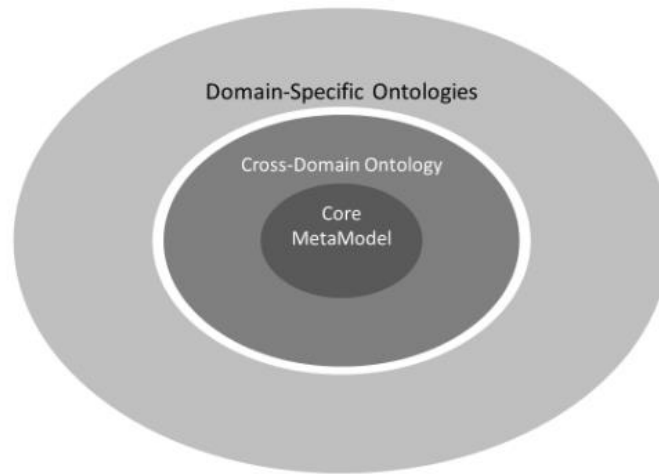 Domain-Specific Ontologies
Cross-Domain Ontology
Core
MetaModel